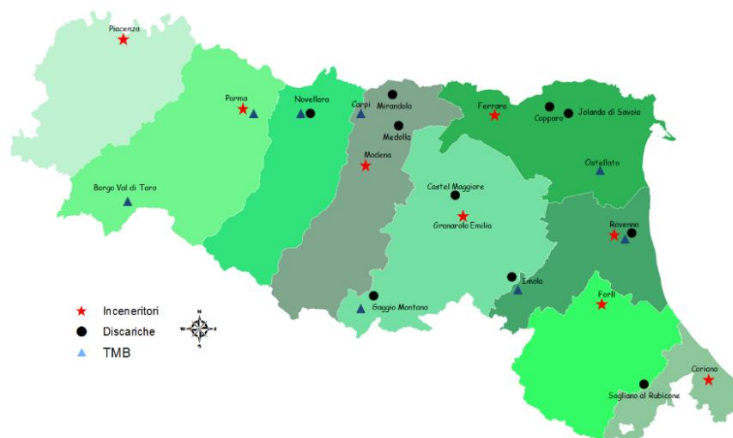 Piacenza
Parma
Novellara
Carpi
Mirandola
Medolla
Modena
Ferrara
Copparo
Jolanda di Savoia
Ostellato
Borgo Val di Taro
Castel Maggiore
Granarolo Emilia
Ravenna
Imola
Gaggio Montano
Forlì
Coriano
Sogliano al Rubicone
Inceneritori
Discariche
TMB
N
W
E
S